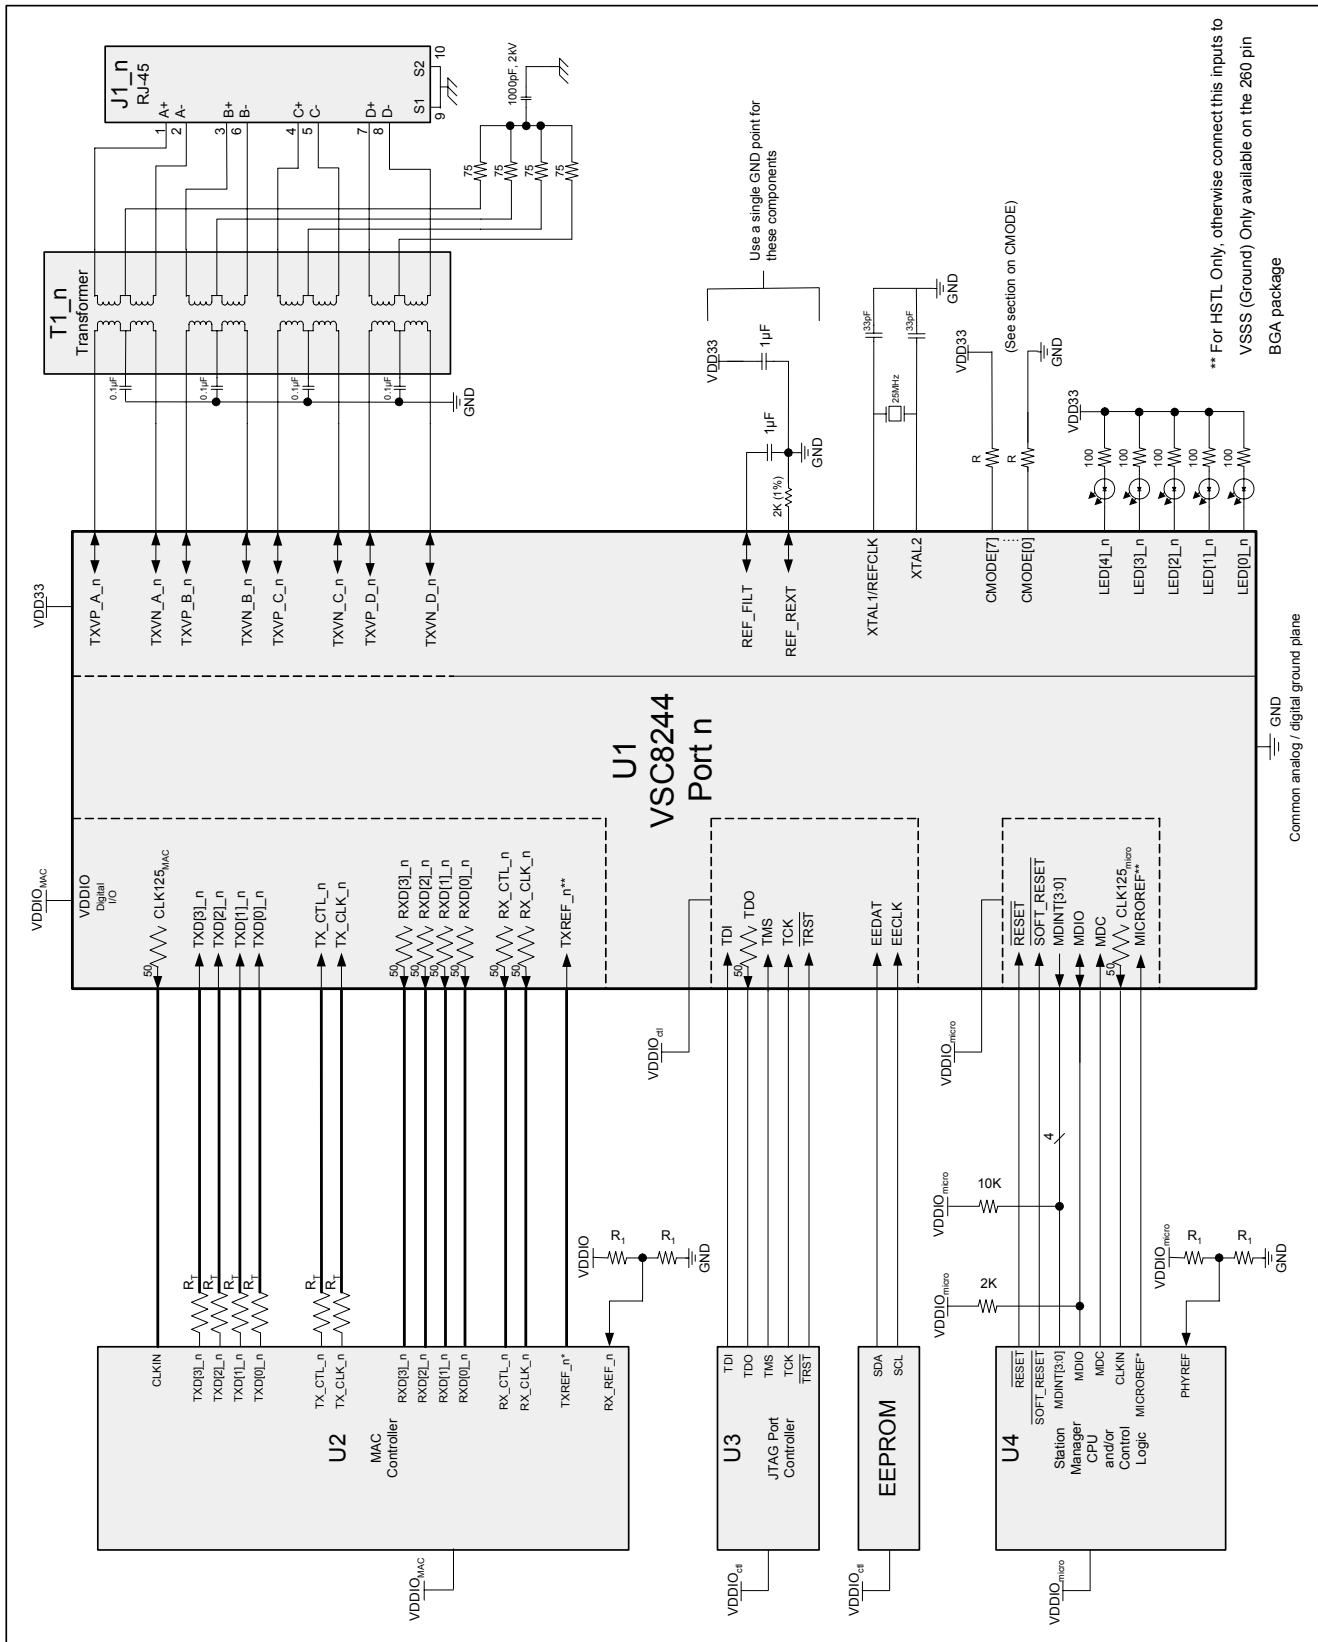 J1_n
RJ-45
A+
A-
B+
B-
C+
C-
D+
D-
S1
S2
1
2
3
6
4
5
7
8
9
10
1000pF, 2kV
75
75
75
75
T1_n
Transformer
0.1µF
0.1µF
0.1µF
0.1µF
GND
Use a single GND point for
these components
VDD33
1µF
1µF
2K (1%)
GND
33pF
33pF
25MHz
GND
(See section on CMODE)
VDD33
R
R
GND
VDD33
100
100
100
100
100
** For HSTL Only, otherwise connect this inputs to
VSSS (Ground) Only available on the 260 pin
BGA package
VDD33
TXVP_A_n
TXVN_A_n
TXVP_B_n
TXVN_B_n
TXVP_C_n
TXVN_C_n
TXVP_D_n
TXVN_D_n
REF_FILT
REF_REXT
XTAL1/REFCLK
XTAL2
CMODE[7]
CMODE[0]
LED[4]_n
LED[3]_n
LED[2]_n
LED[1]_n
LED[0]_n
U1
VSC8244
Port n
GND
Common analog / digital ground plane
VDDIOMAC
VDDIO
Digital
I/O
50
CLK125MAC
TXD[3]_n
TXD[2]_n
TXD[1]_n
TXD[0]_n
TX_CTL_n
TX_CLK_n
50
RXD[3]_n
50
RXD[2]_n
50
RXD[1]_n
50
RXD[0]_n
50
RX_CTL_n
50
RX_CLK_n
TXREF_n**
VDDIOctl
TDI
50
TDO
TMS
TCK
TRST
EEDAT
EECLK
VDDIOmicro
RESET
SOFT_RESET
MDINT[3:0]
MDIO
MDC
50
CLK125micro
MICROREF**
4
VDDIOmicro
10K
VDDIOmicro
2K
VDDIO
R1
R1
GND
VDDIOmicro
R1
R1
GND
RT
RT
RT
RT
RT
RT
CLKIN
TXD[3]_n
TXD[2]_n
TXD[1]_n
TXD[0]_n
TX_CTL_n
TX_CLK_n
RXD[3]_n
RXD[2]_n
RXD[1]_n
RXD[0]_n
RX_CTL_n
RX_CLK_n
TXREF_n*
RX_REF_n
U2
MAC
Controller
VDDIOMAC
TDI
TDO
TMS
TCK
TRST
U3
JTAG Port
Controller
VDDIOctl
SDA
SCL
EEPROM
VDDIOctl
RESET
SOFT_RESET
MDINT[3:0]
MDIO
MDC
CLKIN
MICROREF*
PHYREF
U4
Station
Manager
CPU
and/or
Control
Logic
VDDIOmicro